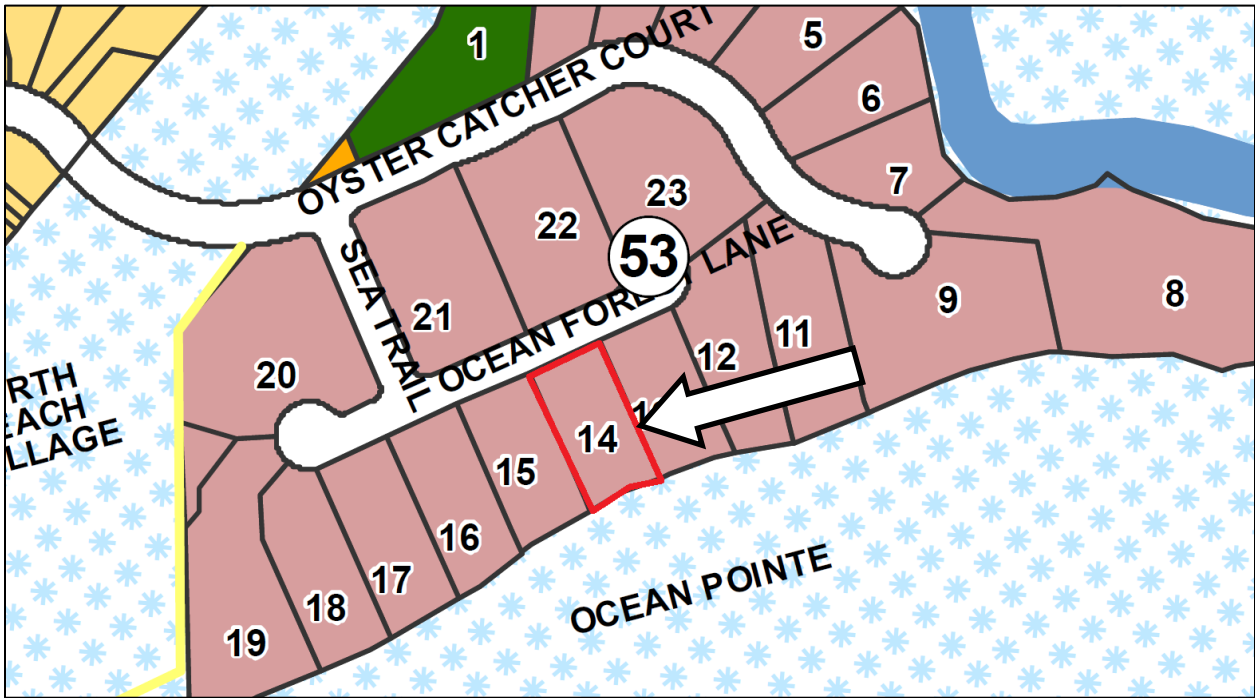 1
5
OYSTER CATCHER COURT
6
7
23
22
53
SEA TRAIL
OCEAN FOREST LANE
21
9
8
11
12
20
RTH
EACH
LLAGE
14
15
16
17
18
19
OCEAN POINTE